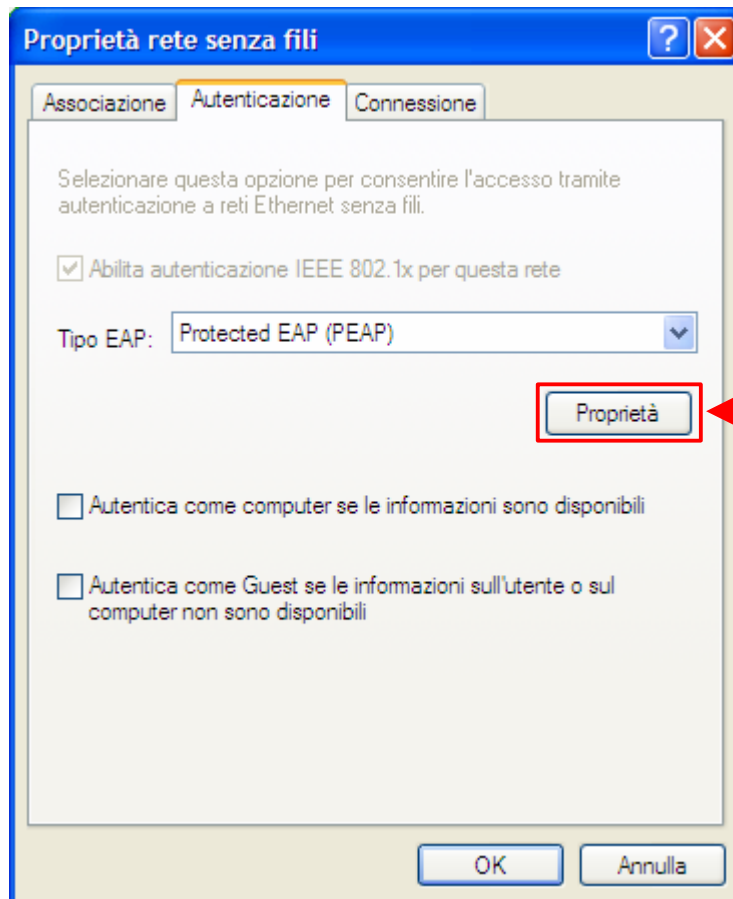 Proprietà rete senza fili
Associazione Autenticazione Connessione
Selezionare questa opzione per consentire l'accesso tramite
autenticazione a reti Ethernet senza fili.
Abilita autenticazione IEEE 802.1x per questa rete
Tipo EAP: Protected EAP (PEAP)
Proprietà
Autentica come computer se le informazioni sono disponibili
Autentica come Guest se le informazioni sull'utente o sul
computer non sono disponibili
OK Annulla